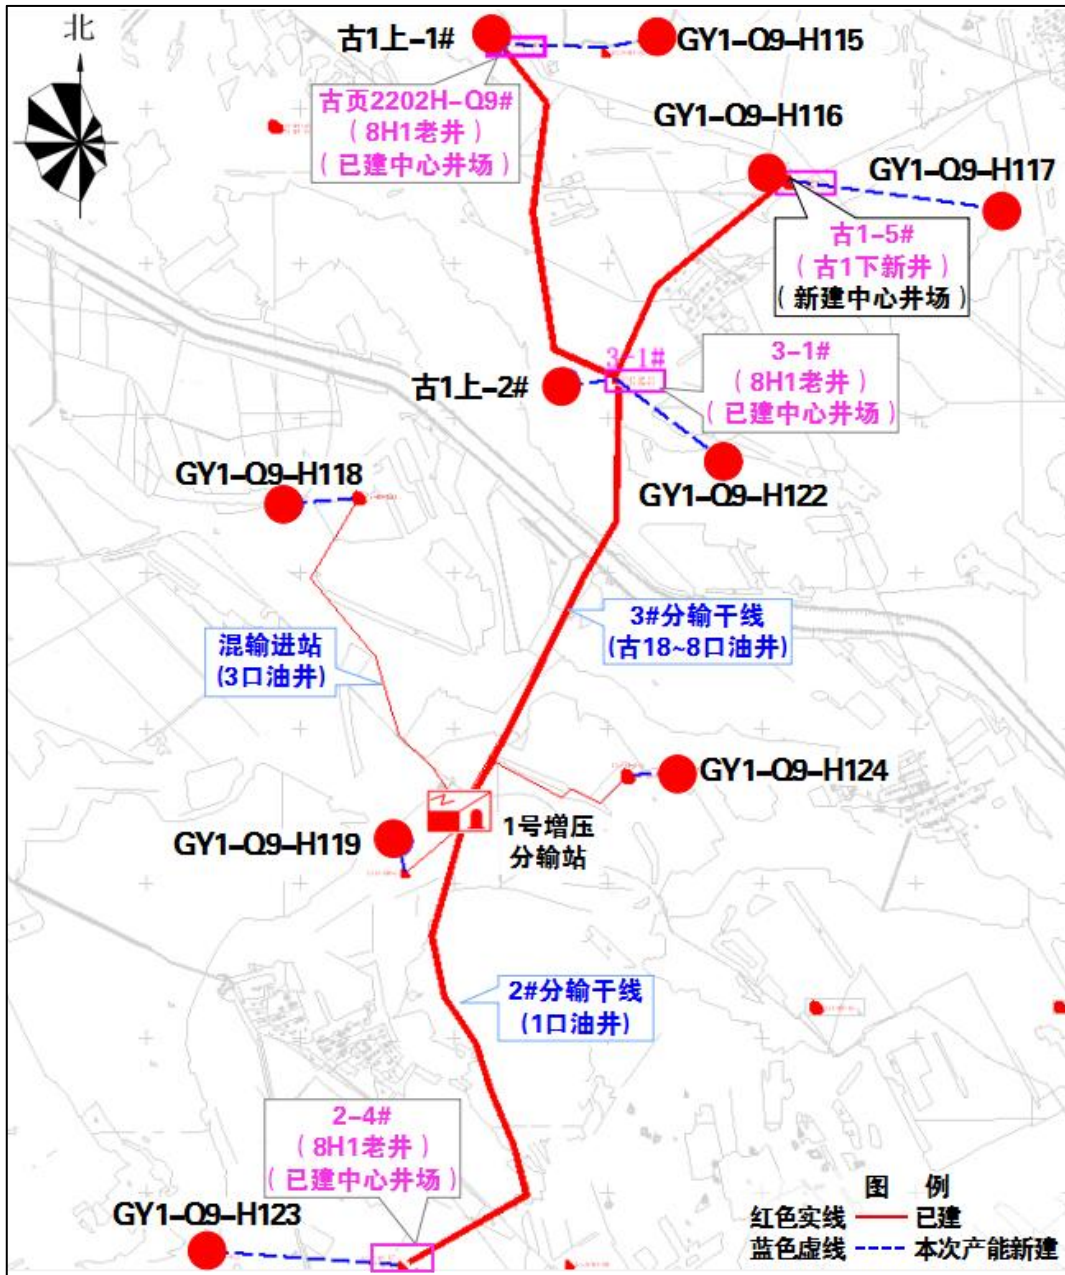 北
古1上-1#
GY1-Q9-H115
古页2202H-Q9#
(8H1老井)
(已建中心井场)
GY1-Q9-H116
GY1-Q9-H117
古1-5#
(古1下新井)
(新建中心井场)
3-1#
3-1#
(8H1老井)
(已建中心井场)
古1上-2#
GY1-Q9-H118
GY1-Q9-H122
混输进站
(3口油井)
3#分输干线
(古18~8口油井)
GY1-Q9-H124
GY1-Q9-H119
1号增压
分输站
2#分输干线
(1口油井)
2-4#
(8H1老井)
(已建中心井场)
GY1-Q9-H123
图 例
红色实线 已建
蓝色虚线 本次产能新建